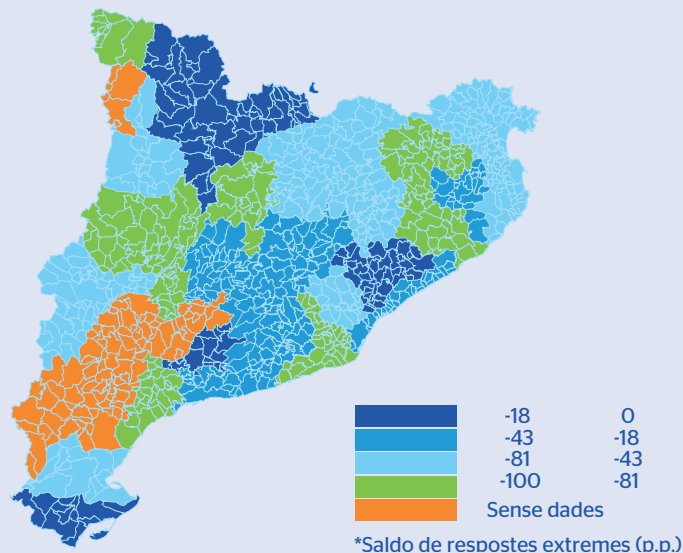 -18 0
-43 -18
-81 -43
-100 -81
Sense dades
*Saldo de respostes extremes (p.p.)